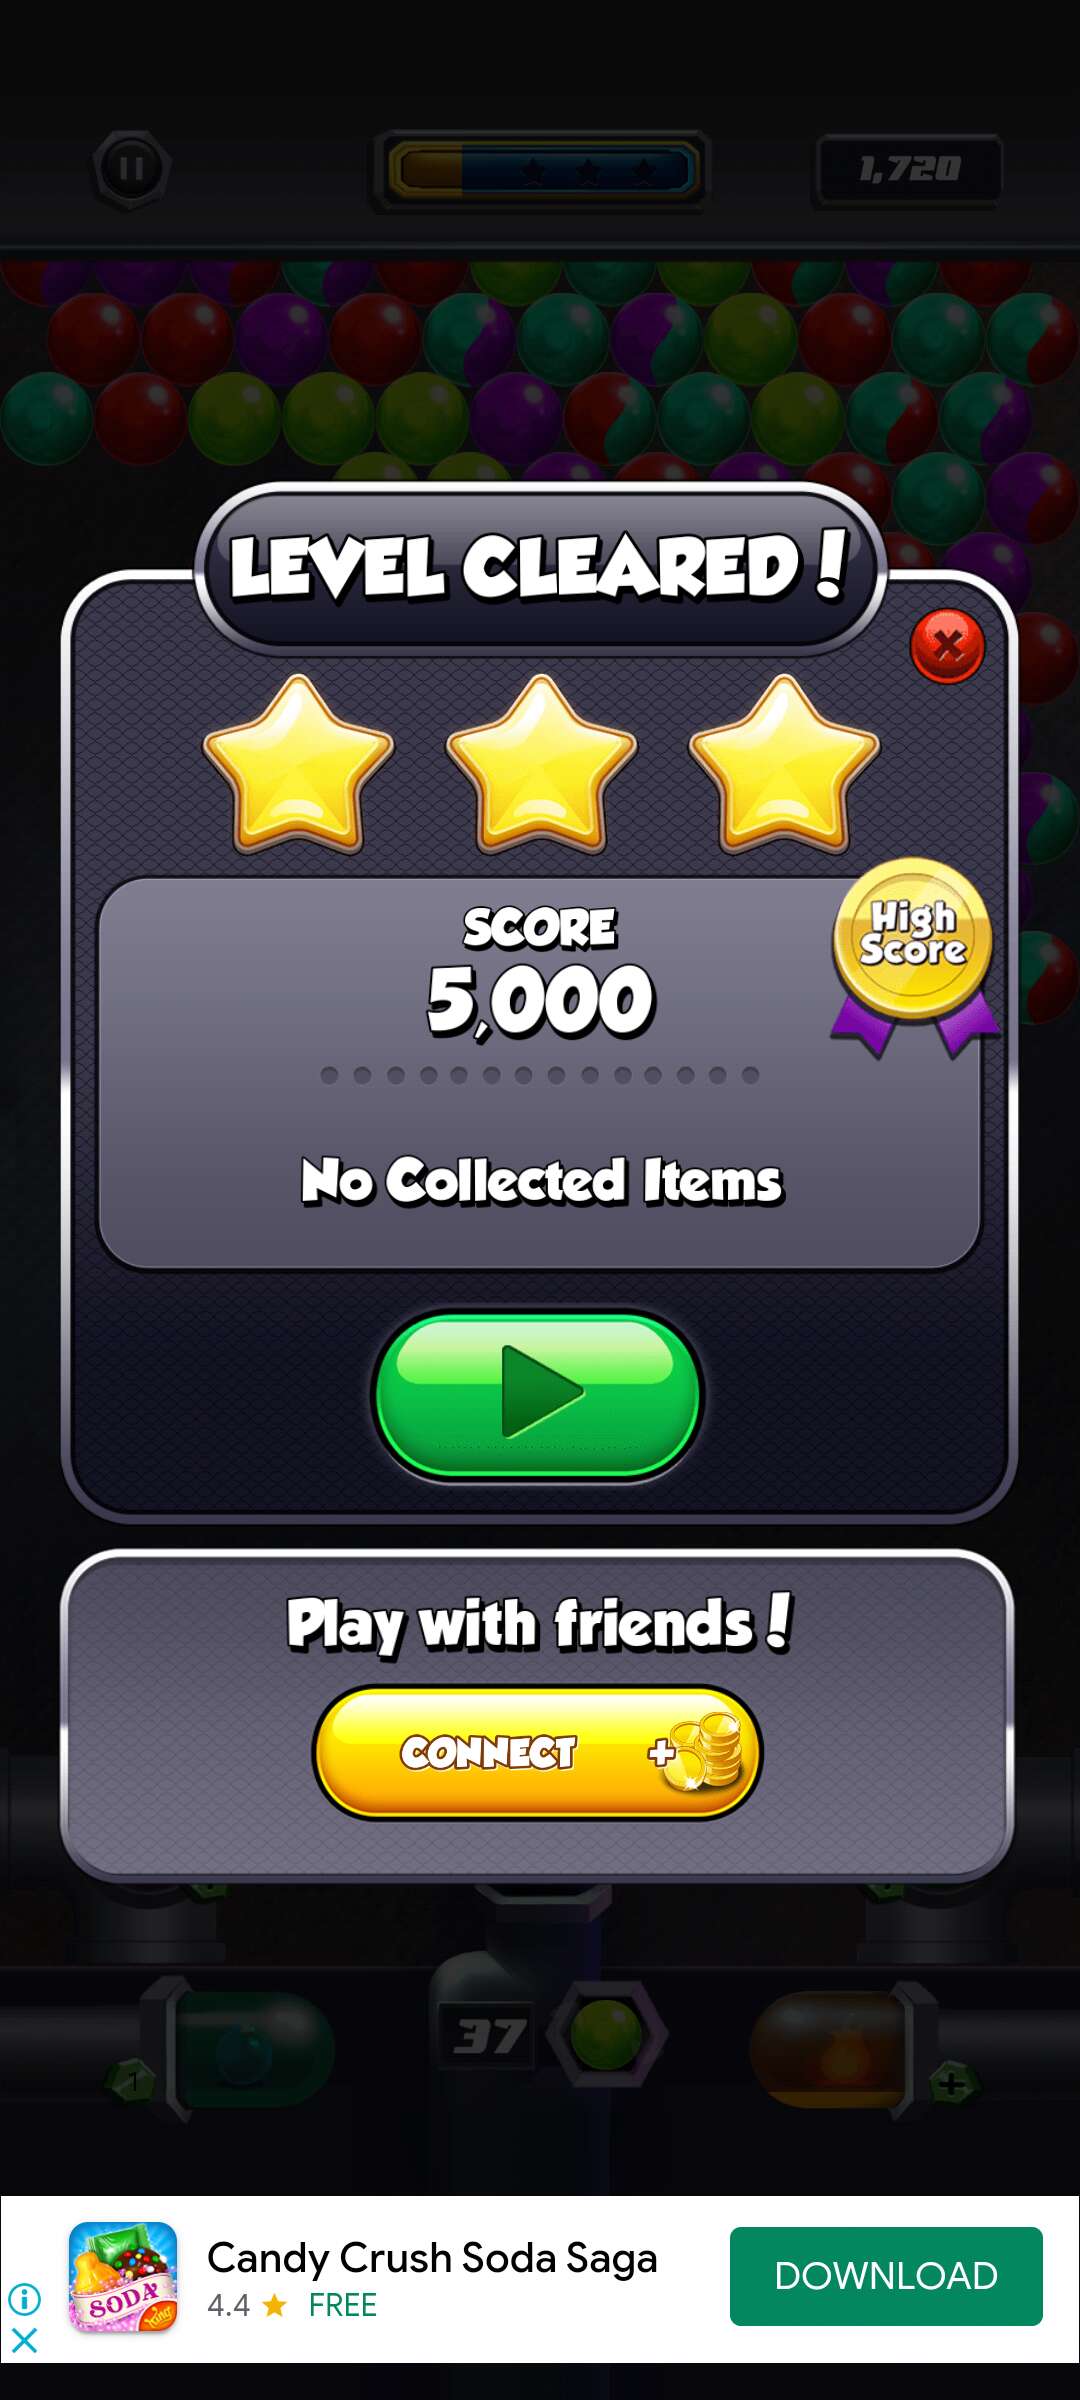 1,720
LEVEL CLEARED!
SCORE
5,000
High
Score
No Collected Items
Play with friends!
CONNECT +
37
1
+
SODA
King
Candy Crush Soda Saga
4.4 ★ FREE
DOWNLOAD